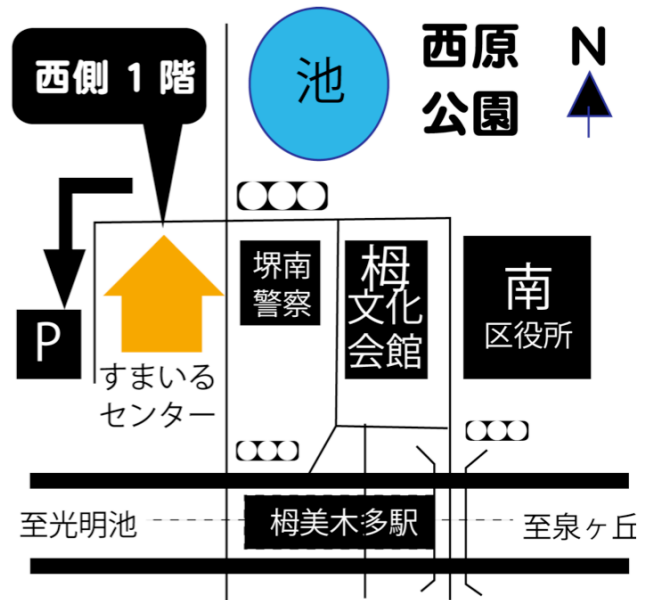 西側 1 階
池
西原
公園
N
堺南
警察
栂
文化
会館
南
区役所
P
すまいる
センター
至光明池
栂美木多駅
至泉ヶ丘